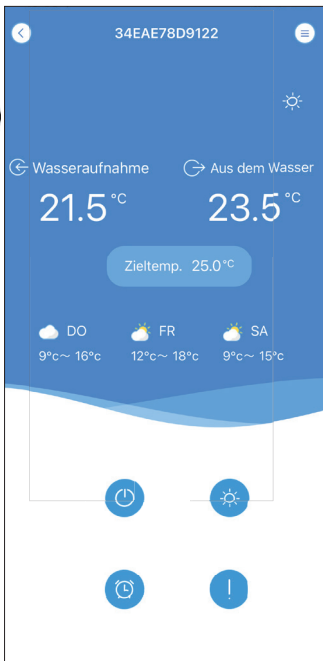 34EAE78D9122
Wasseraufnahme Aus dem Wasser
21.5°C 23.5°C
Zieltemp. 25.0°C
DO FR SA
9°c~ 16°c 12°c~ 18°c 9°c~ 15°c